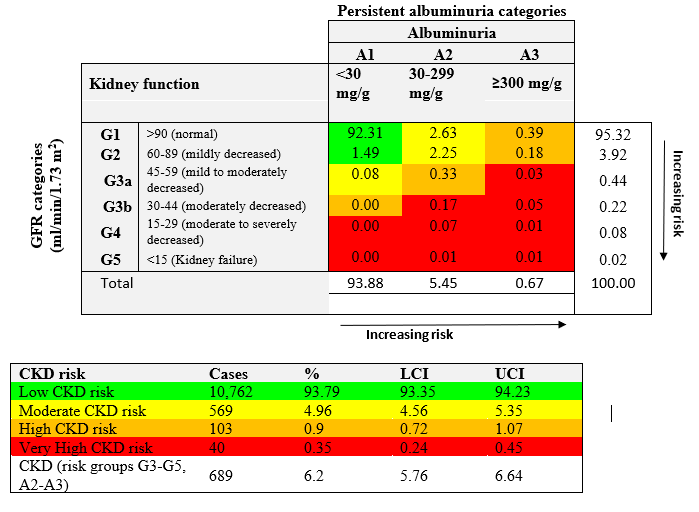 Persistent albuminuria categories
Albuminuria
A1 A2 A3
Kidney function <30 mg/g 30-299 mg/g ≥300 mg/g
GFR categories (ml/min/1.73 m²)
G1 >90 (normal) 92.31 2.63 0.39 95.32
G2 60-89 (mildly decreased) 1.49 2.25 0.18 3.92
G3a 45-59 (mild to moderately decreased) 0.08 0.33 0.03 0.44
G3b 30-44 (moderately decreased) 0.00 0.17 0.05 0.22
G4 15-29 (moderate to severely decreased) 0.00 0.07 0.01 0.08
G5 <15 (Kidney failure) 0.00 0.01 0.01 0.02
Total 93.88 5.45 0.67 100.00
Increasing risk
Increasing risk
CKD risk Cases % LCI UCI
Low CKD risk 10,762 93.79 93.35 94.23
Moderate CKD risk 569 4.96 4.56 5.35
High CKD risk 103 0.9 0.72 1.07
Very High CKD risk 40 0.35 0.24 0.45
CKD (risk groups G3-G5, A2-A3) 689 6.2 5.76 6.64